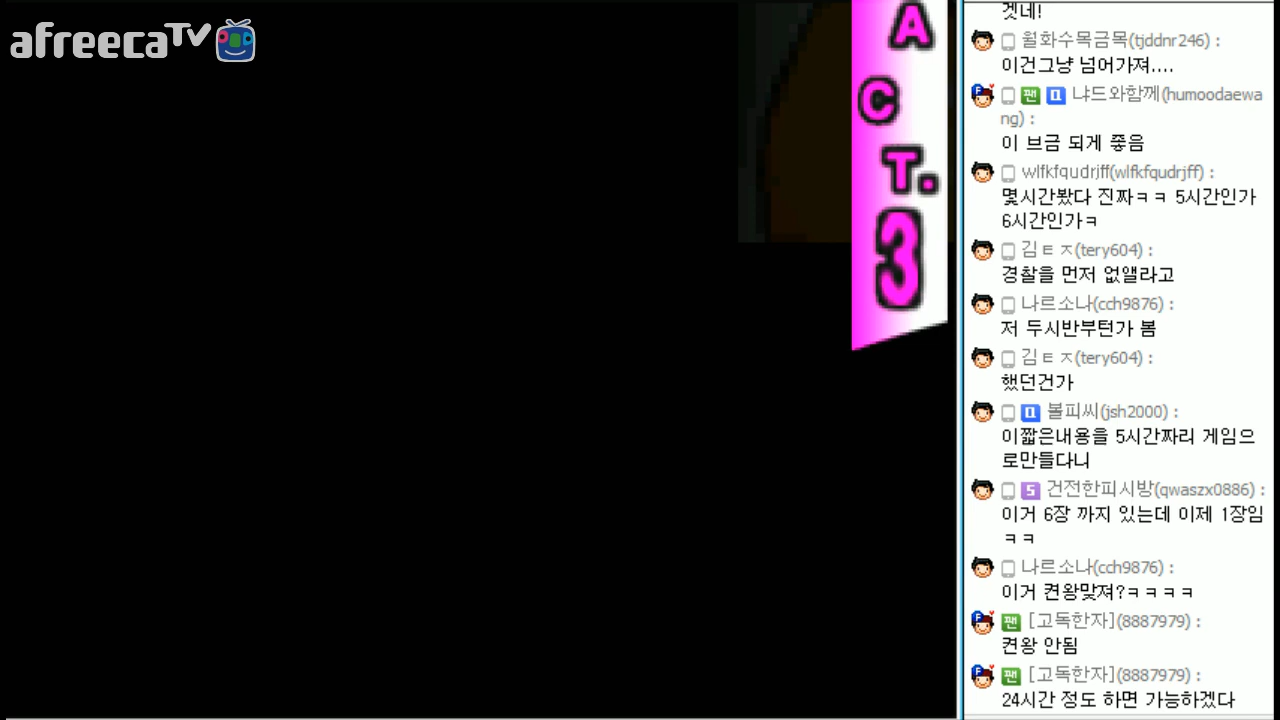 afreecaTV
A
C
T.
3
겟네!
월화수목금목(tjddnr246) :
이건그냥 넘어가져....
팬 냐드와함께(humoodaewa
ng) :
이 브금 되게 좋음
wlfkfqudrjff(wlfkfqudrjff) :
몇시간봤다 진짜ㅋㅋ 5시간인가
6시간인가ㅋ
김ㅌㅈ(tery604) :
경찰을 먼저 없앨라고
나르소나(cch9876) :
저 두시반부턴가 봄
김ㅌㅈ(tery604) :
했던건가
볼피씨(jsh2000) :
이짧은내용을 5시간짜리 게임으
로만들다니
S 건전한피시방(qwaszx0886) :
이거 6장 까지 있는데 이제 1장임
ㅋㅋ
나르소나(cch9876) :
이거 켠왕맞져?ㅋㅋㅋㅋ
팬 [고독한자](8887979) :
켠왕 안됨
팬 [고독한자](8887979) :
24시간 정도 하면 가능하겠다